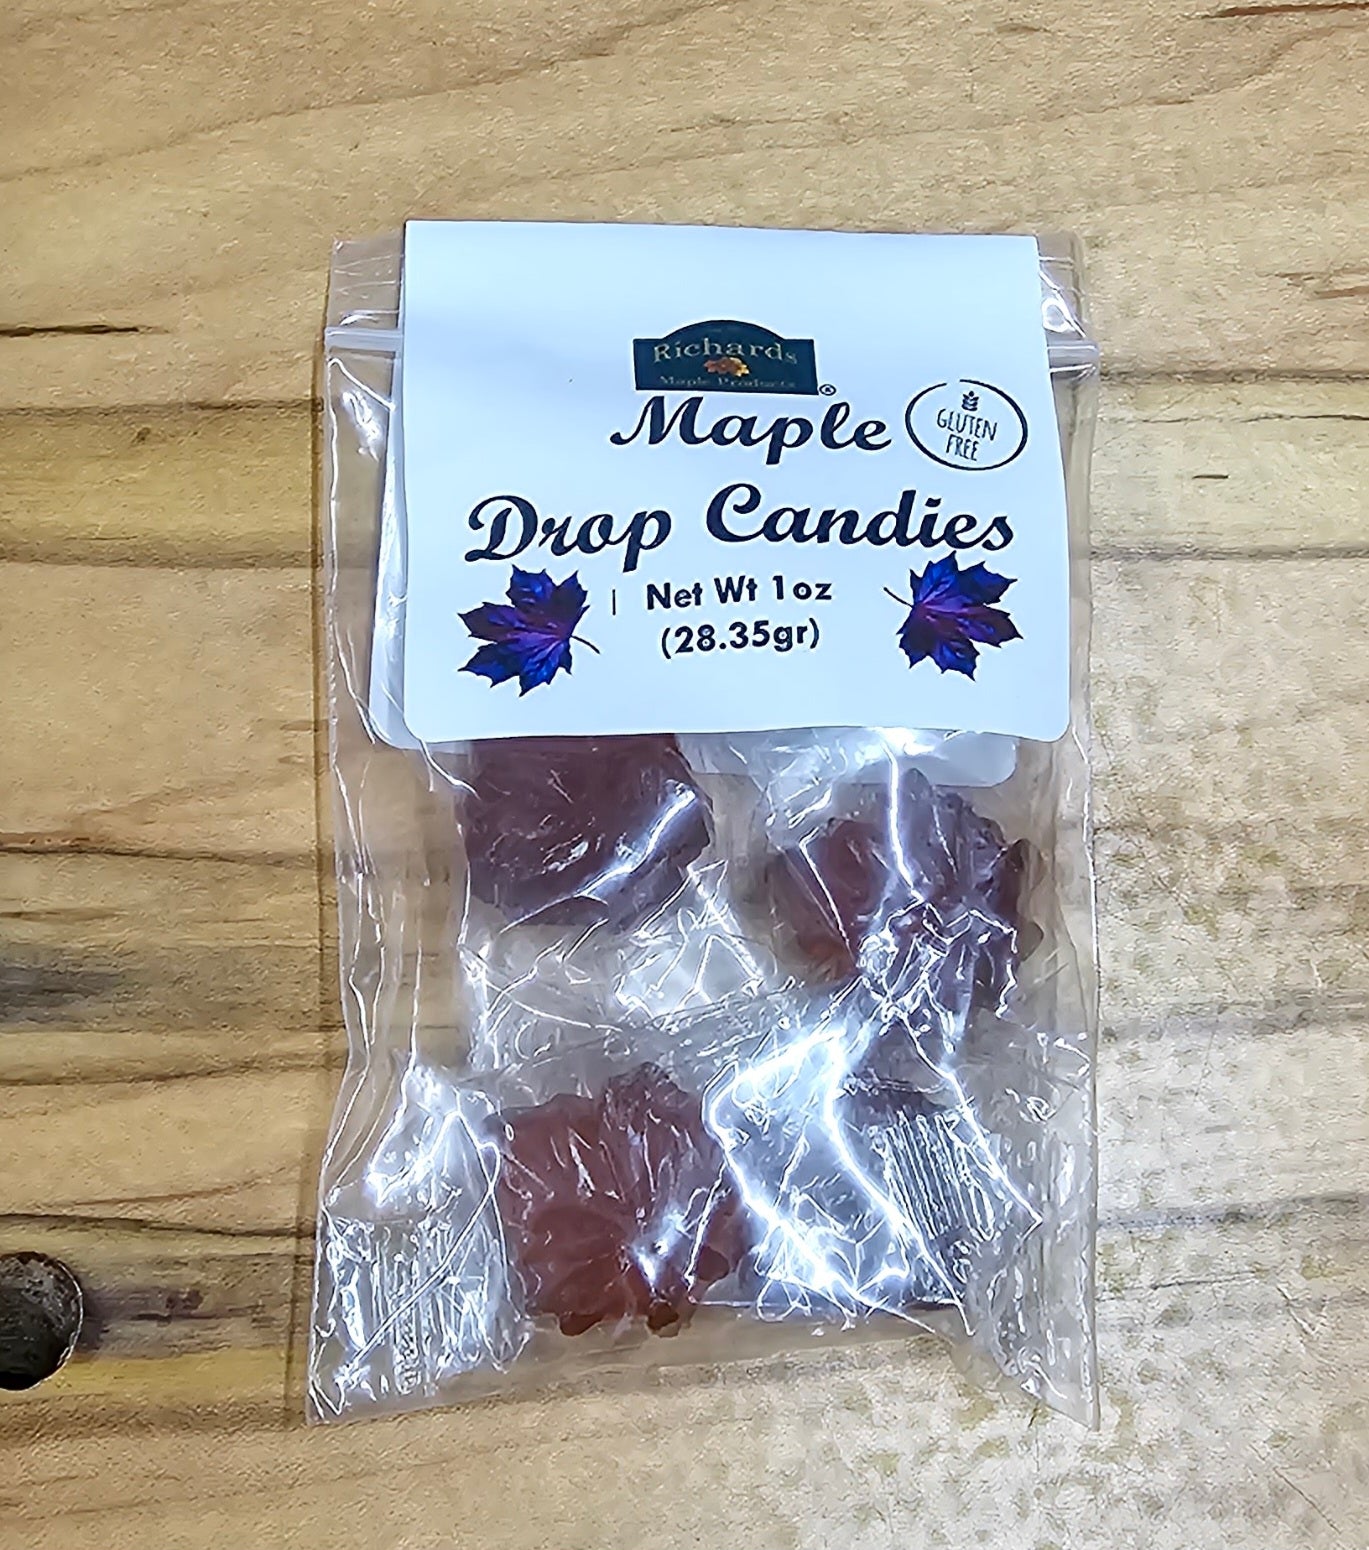 Richards
Maple Products
®
Maple
GLUTEN
FREE
Drop Candies
Net Wt 1oz
(28.35gr)